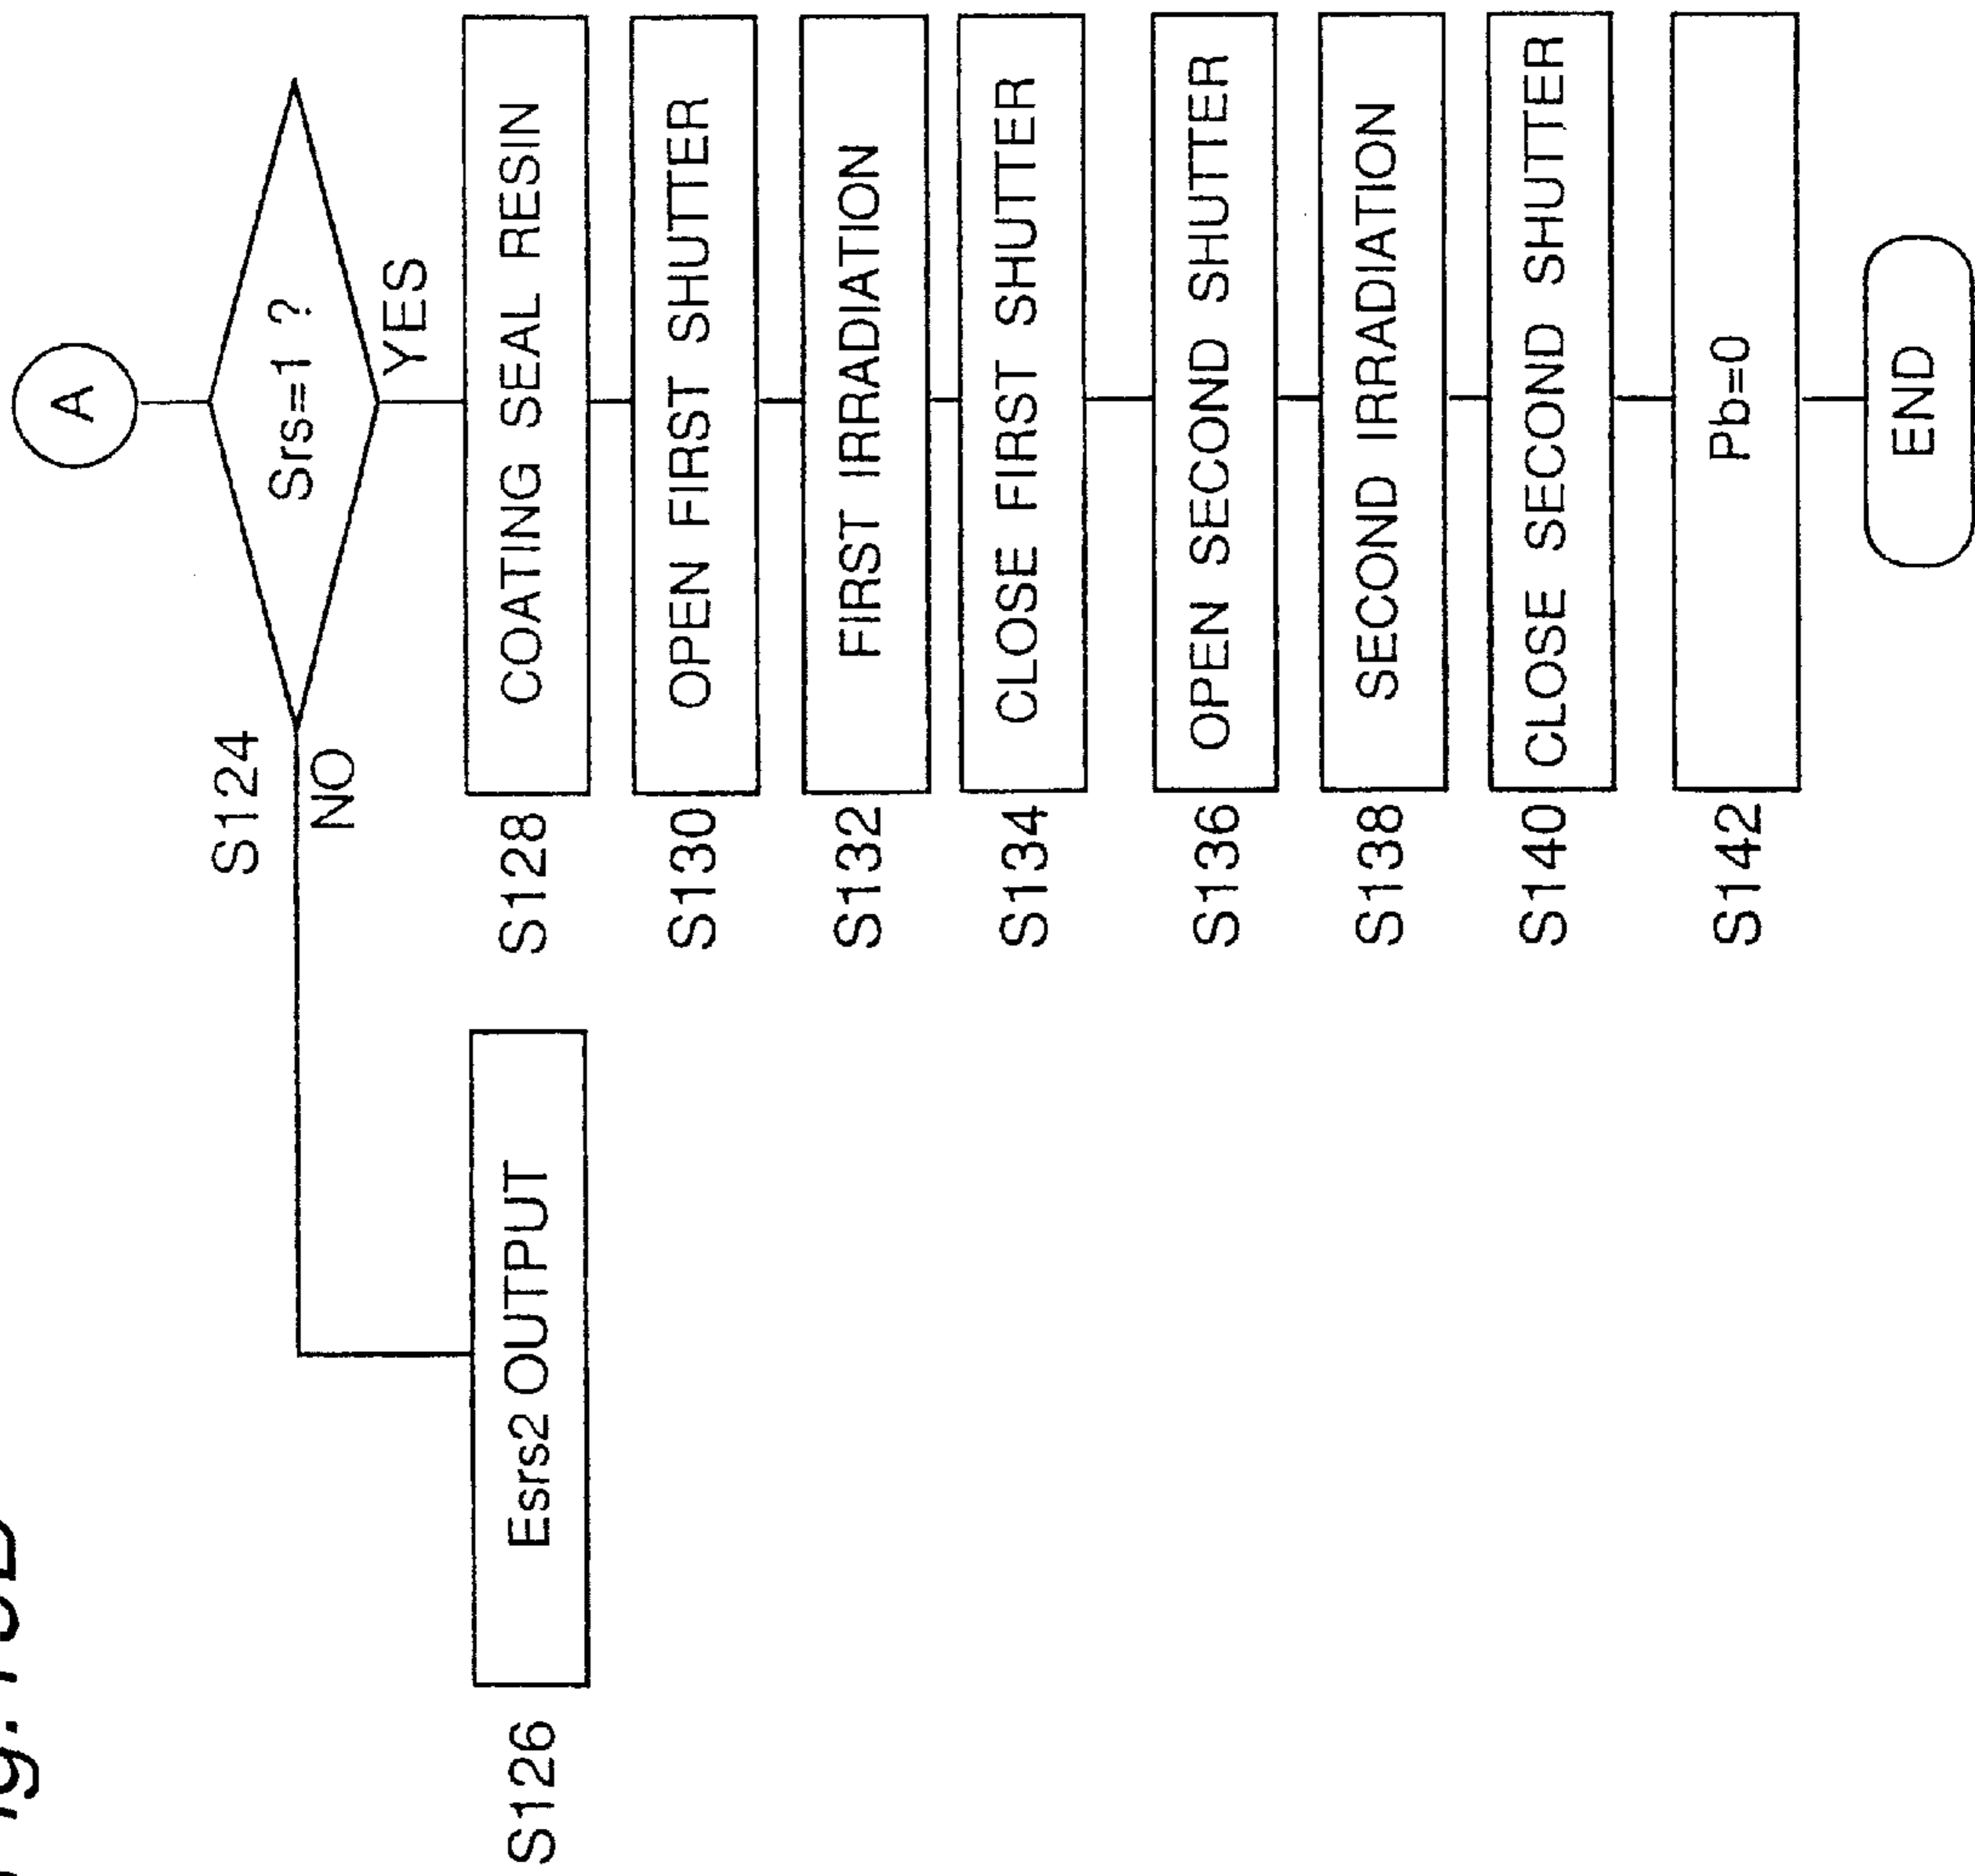 A
S124
Srs=1 ?
NO
YES
S126
Esrs2 OUTPUT
S128
COATING SEAL RESIN
S130
OPEN FIRST SHUTTER
S132
FIRST IRRADIATION
S134
CLOSE FIRST SHUTTER
S136
OPEN SECOND SHUTTER
S138
SECOND IRRADIATION
S140
CLOSE SECOND SHUTTER
S142
Pb=0
END